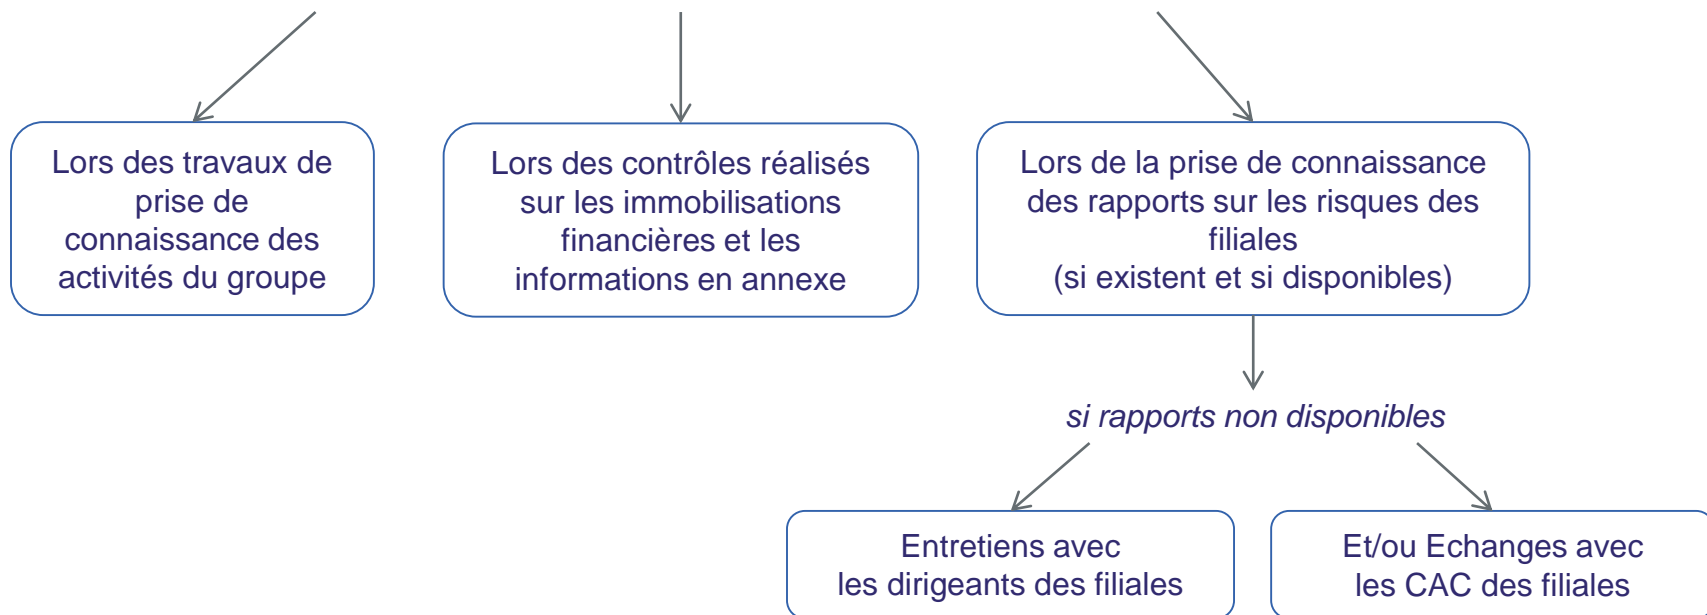 Lors des travaux de
prise de
connaissance des
activités du groupe
Lors des contrôles réalisés
sur les immobilisations
financières et les
informations en annexe
Lors de la prise de connaissance
des rapports sur les risques des
filiales
(si existent et si disponibles)
si rapports non disponibles
Entretiens avec
les dirigeants des filiales
Et/ou Echanges avec
les CAC des filiales